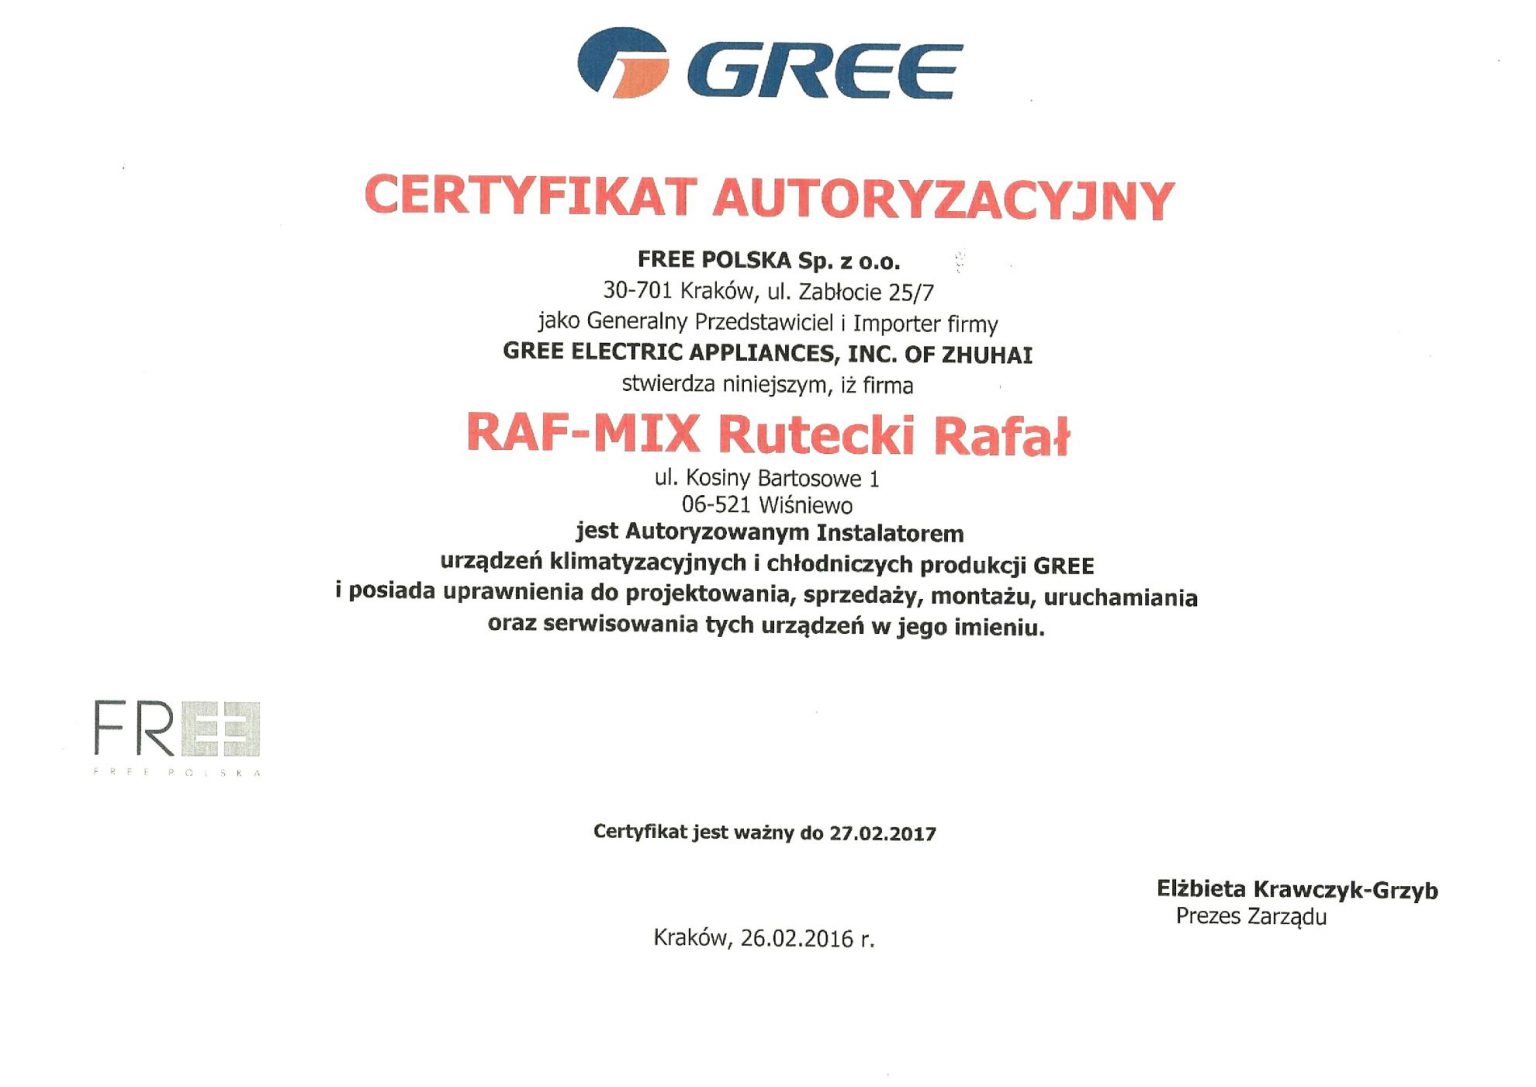 GREE
CERTYFIKAT AUTORYZACYJNY
FREE POLSKA Sp. z o.o.
30-701 Kraków, ul. Zabłocie 25/7
jako Generalny Przedstawiciel i Importer firmy
GREE ELECTRIC APPLIANCES, INC. OF ZHUHAI
stwierdza niniejszym, iż firma
RAF-MIX Rutecki Rafał
ul. Kosiny Bartosowe 1
06-521 Wiśniewo
jest Autoryzowanym Instalatorem
urządzeń klimatyzacyjnych i chłodniczych produkcji GREE
i posiada uprawnienia do projektowania, sprzedaży, montażu, uruchamiania
oraz serwisowania tych urządzeń w jego imieniu.
FREE
FREE POLSKA
Certyfikat jest ważny do 27.02.2017
Elżbieta Krawczyk-Grzyb
Prezes Zarządu
Kraków, 26.02.2016 r.